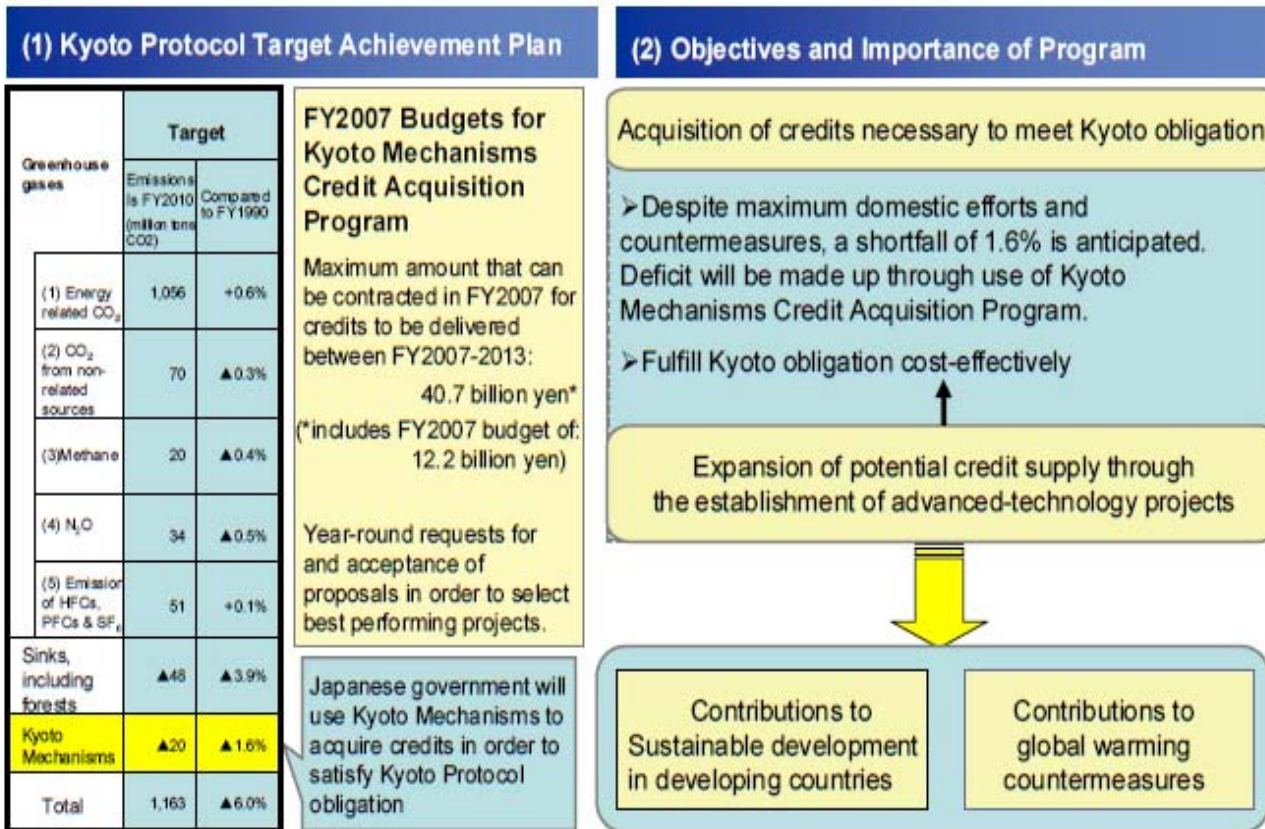 (1) Kyoto Protocol Target Achievement Plan
Greenhouse
gases
Target
Emissions
Is FY2010
(million tons
CO2)
Compared
to FY1990
(1) Energy
related CO₂
1,056
+0.6%
(2) CO₂
from non-
related
sources
70
▲0.3%
(3)Methane
20
▲0.4%
(4) N₂O
34
▲0.5%
(5) Emission
of HFCs,
PFCs & SF₆
51
+0.1%
Sinks,
including
forests
▲48
▲3.9%
Kyoto
Mechanisms
▲20
▲1.6%
Total
1,163
▲6.0%
FY2007 Budgets for
Kyoto Mechanisms
Credit Acquisition
Program
Maximum amount that can
be contracted in FY2007 for
credits to be delivered
between FY2007-2013:
40.7 billion yen*
(*includes FY2007 budget of:
12.2 billion yen)
Year-round requests for
and acceptance of
proposals in order to select
best performing projects.
Japanese government will
use Kyoto Mechanisms to
acquire credits in order to
satisfy Kyoto Protocol
obligation
(2) Objectives and Importance of Program
Acquisition of credits necessary to meet Kyoto obligation
➢Despite maximum domestic efforts and
countermeasures, a shortfall of 1.6% is anticipated.
Deficit will be made up through use of Kyoto
Mechanisms Credit Acquisition Program.
➢Fulfill Kyoto obligation cost-effectively
Expansion of potential credit supply through
the establishment of advanced-technology projects
Contributions to
Sustainable development
in developing countries
Contributions to
global warming
countermeasures